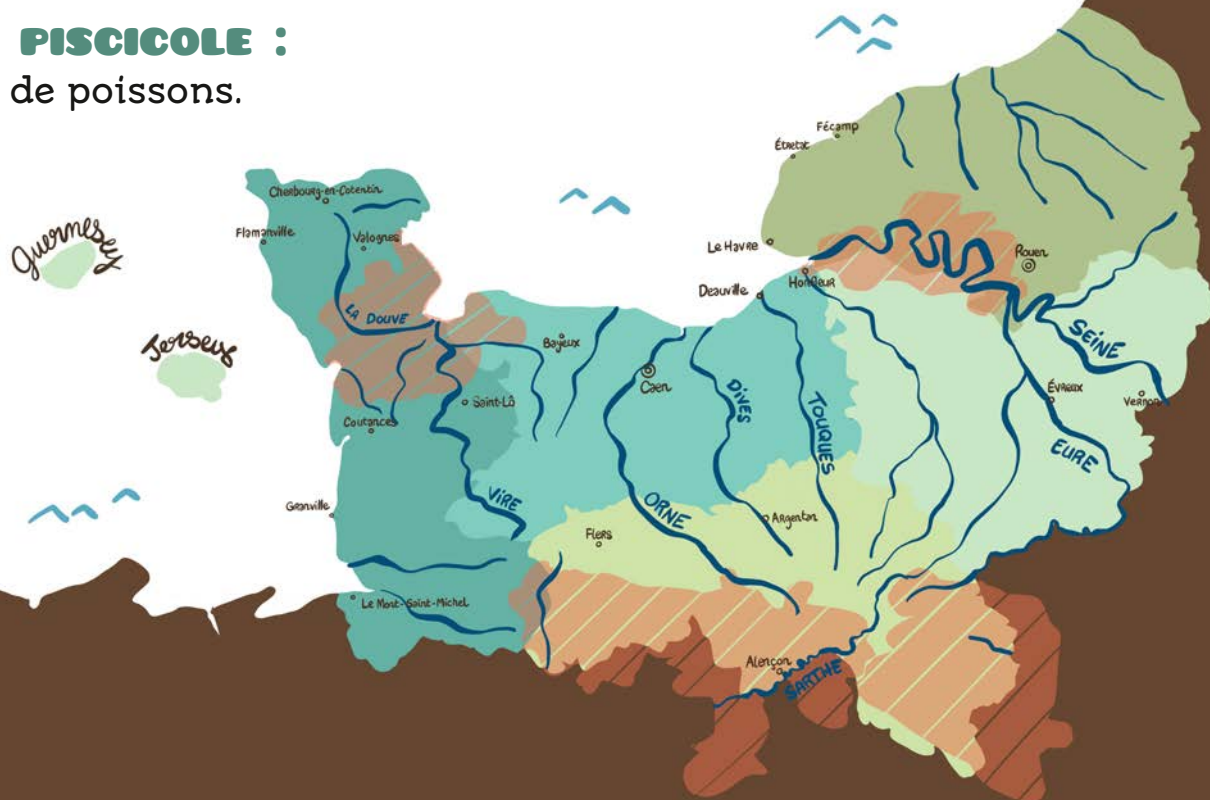 PISCICOLE :
de poissons.
Fécamp
Étretat
Cherbourg-en-Cotentin
Flamanville
Valognes
Guernesey
Le Havre
Rouen
Deauville
Honfleur
LA DOUVE
Jersey
SEINE
Bayeux
Caen
DIVES
Évreux
Vernon
Saint-Lô
TOUQUES
Coutances
EURE
VIRE
Granville
ORNE
Argentan
Flers
Le Mont-Saint-Michel
Alençon
SARTHE